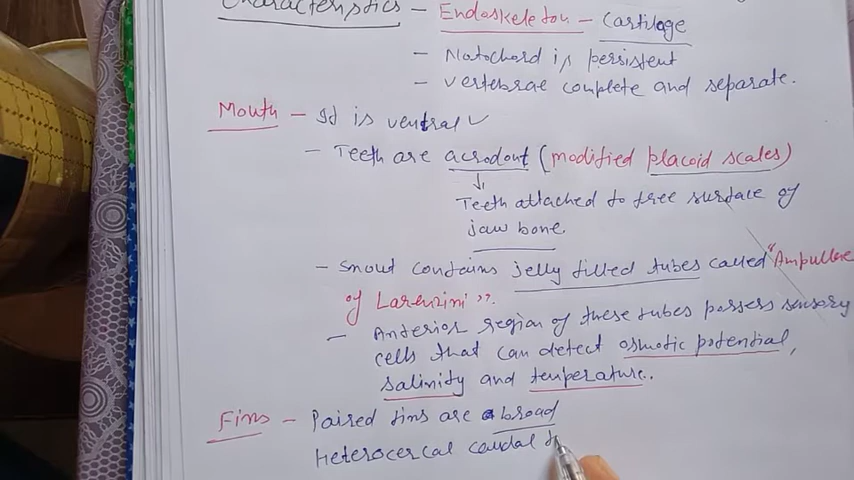 Characteristics - Endoskeleton - Cartilage
- Notochord is persistent
- vertebrae complete and separate.
Mouth - It is ventral ✓
- Teeth are acrodont (modified placoid scales)
↓
Teeth attached to free surface of
jaw bone.
- Snout contains jelly filled tubes called "Ampullae
of Lorenzini".
- Anterior region of these tubes possess sensory
cells that can detect osmotic potential,
salinity and temperature.
Fins - Paired fins are broad
Heterocercal caudal f